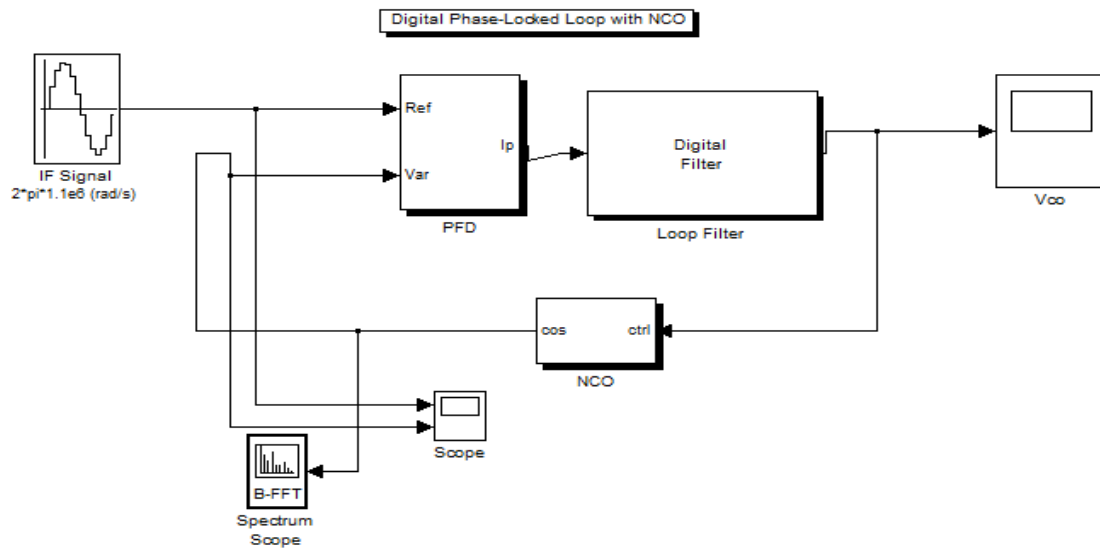 Digital Phase-Locked Loop with NCO
IF Signal
2*pi*1.1e6 (rad/s)
Ref
Var
Ip
PFD
Digital
Filter
Loop Filter
Vco
cos
ctrl
NCO
Scope
B-FFT
Spectrum
Scope